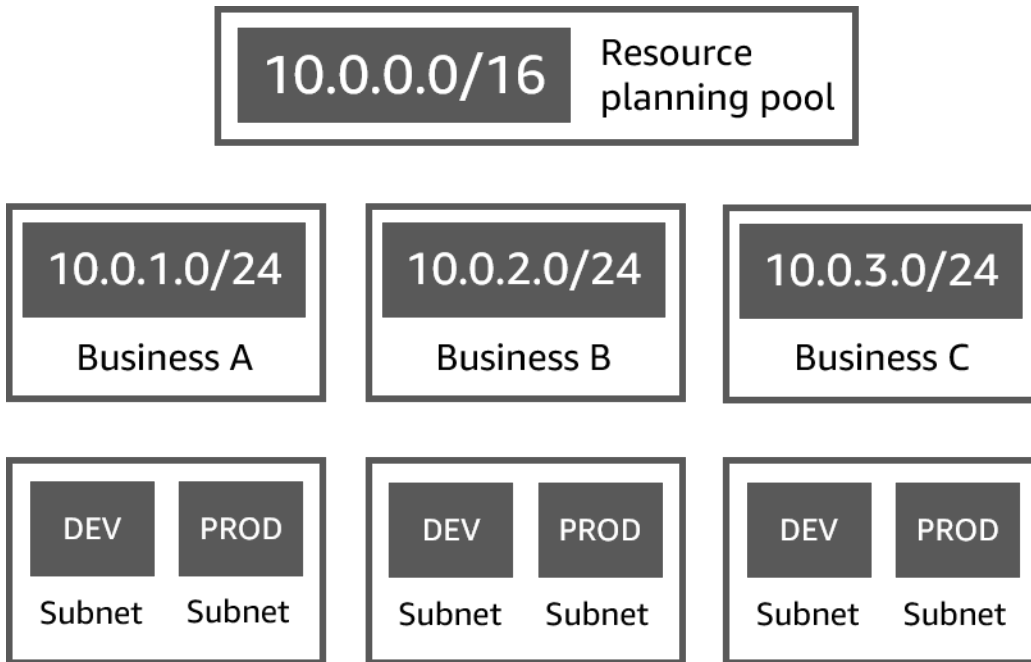 10.0.0.0/16
Resource
planning pool
10.0.1.0/24
Business A
10.0.2.0/24
Business B
10.0.3.0/24
Business C
DEV
Subnet
PROD
Subnet
DEV
Subnet
PROD
Subnet
DEV
Subnet
PROD
Subnet